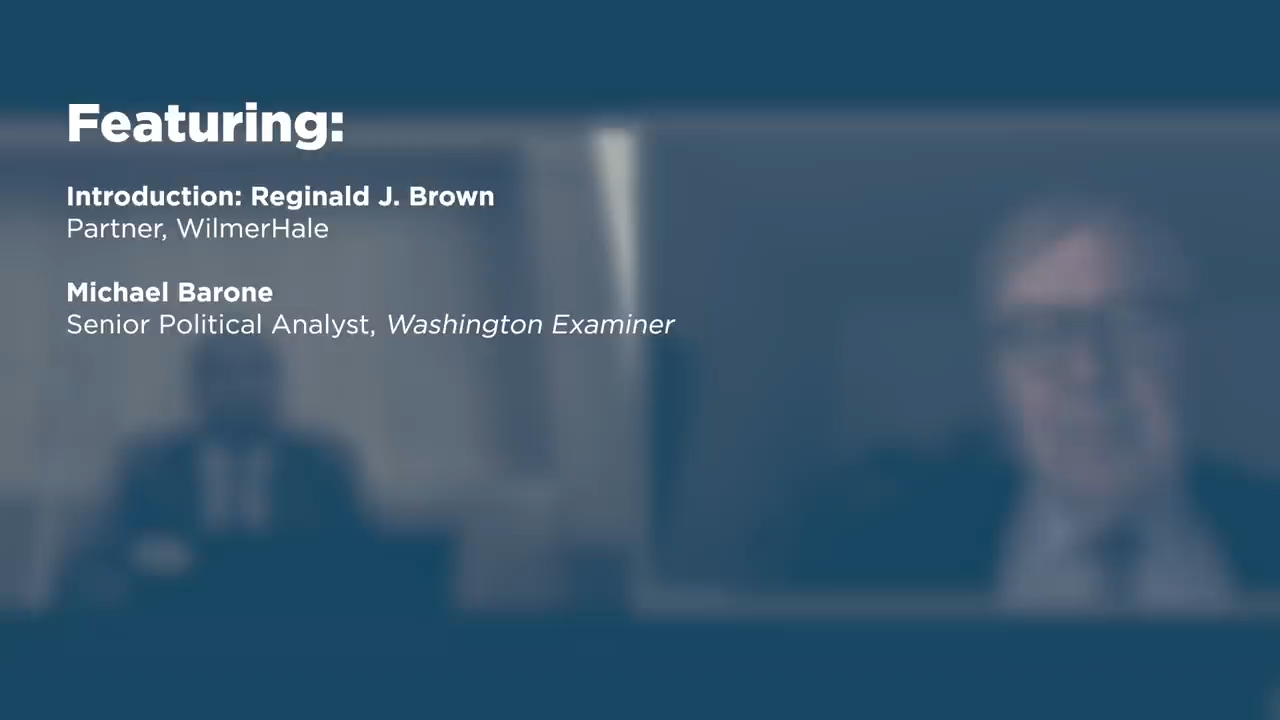 Featuring:
Introduction: Reginald J. Brown
Partner, WilmerHale
Michael Barone
Senior Political Analyst, Washington Examiner